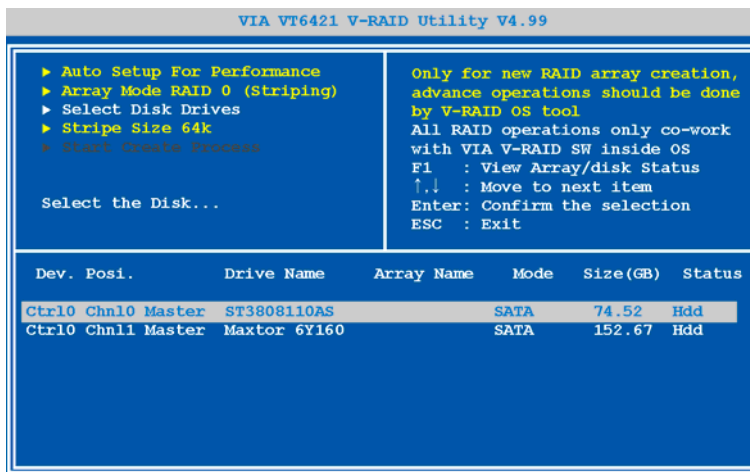 VIA VT6421 V-RAID Utility V4.99
► Auto Setup For Performance
► Array Mode RAID 0 (Striping)
► Select Disk Drives
► Stripe Size 64k
► Start Create Process
Select the Disk...
Only for new RAID array creation,
advance operations should be done
by V-RAID OS tool
All RAID operations only co-work
with VIA V-RAID SW inside OS
F1 : View Array/disk Status
↑,↓ : Move to next item
Enter: Confirm the selection
ESC : Exit
Dev. Posi. Drive Name Array Name Mode Size(GB) Status
Ctrl0 Chnl0 Master ST3808110AS SATA 74.52 Hdd
Ctrl0 Chnl1 Master Maxtor 6Y160 SATA 152.67 Hdd